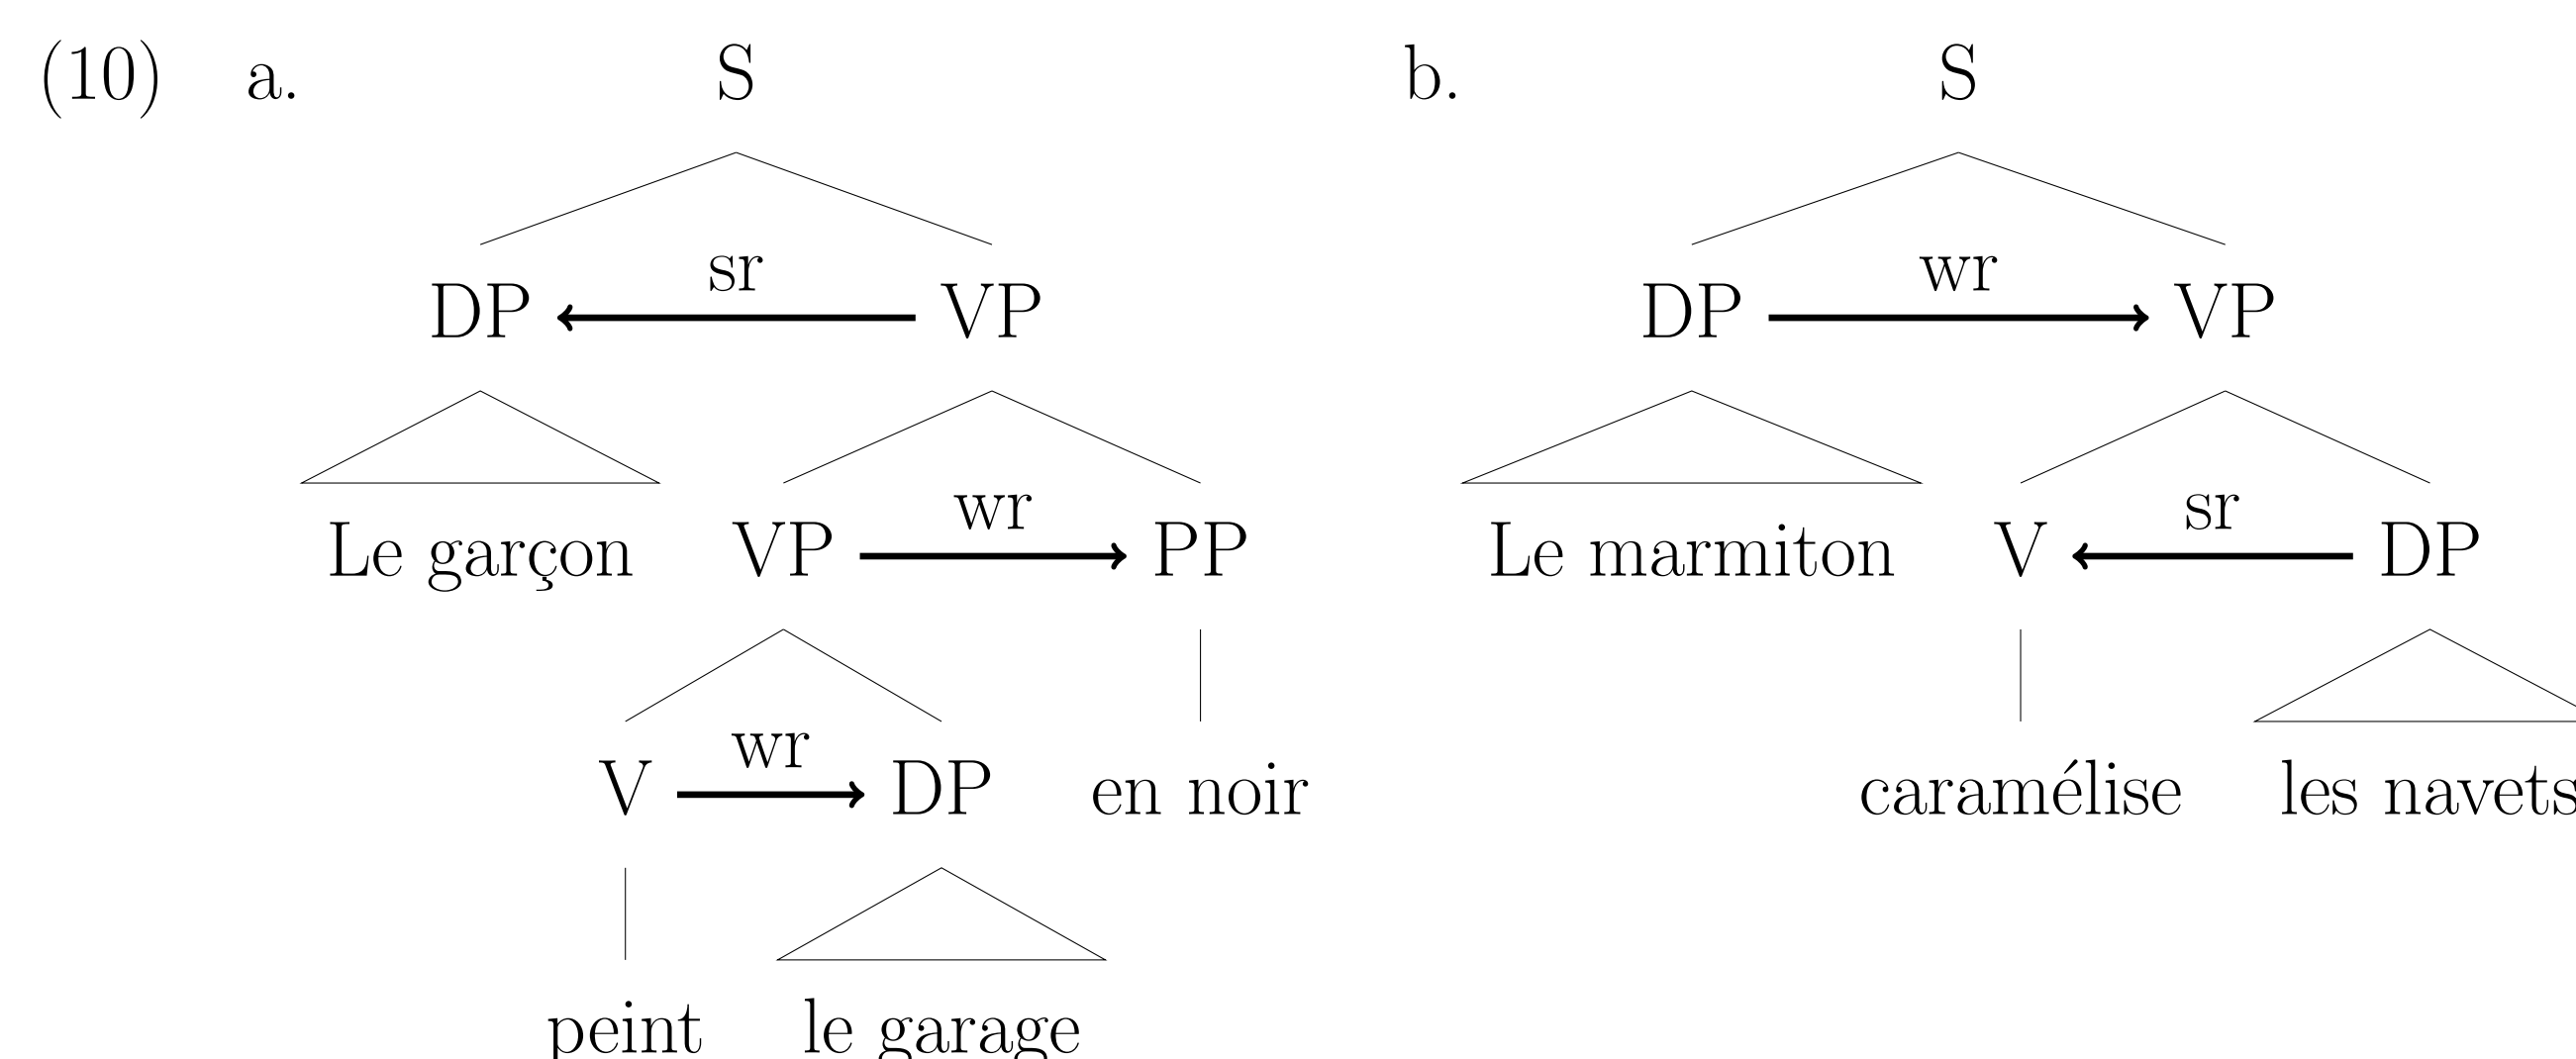 (10) a. S b. S
sr wr
DP VP DP VP
wr sr
Le garçon VP PP Le marmiton V DP
wr
V DP en noir caramélise les navets
peint le garage